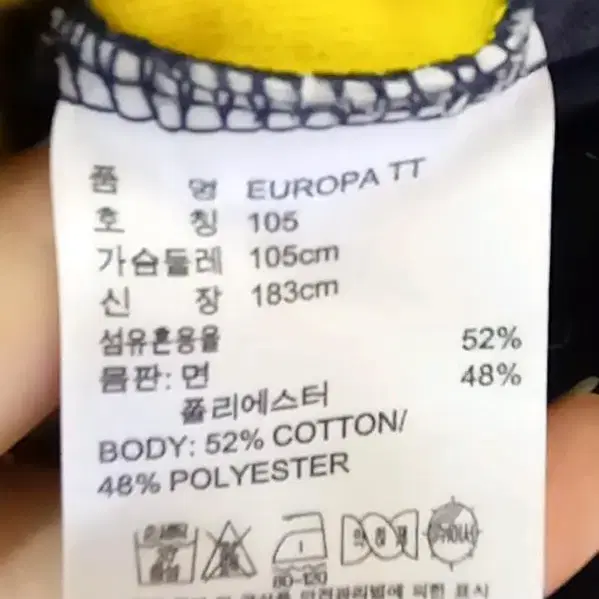 품 명 EUROPA TT
호 칭 105
가슴둘레 105cm
신 장 183cm
섬유혼용율
몸판: 면 52%
폴리에스터 48%
BODY: 52% COTTON/
48% POLYESTER
80-120